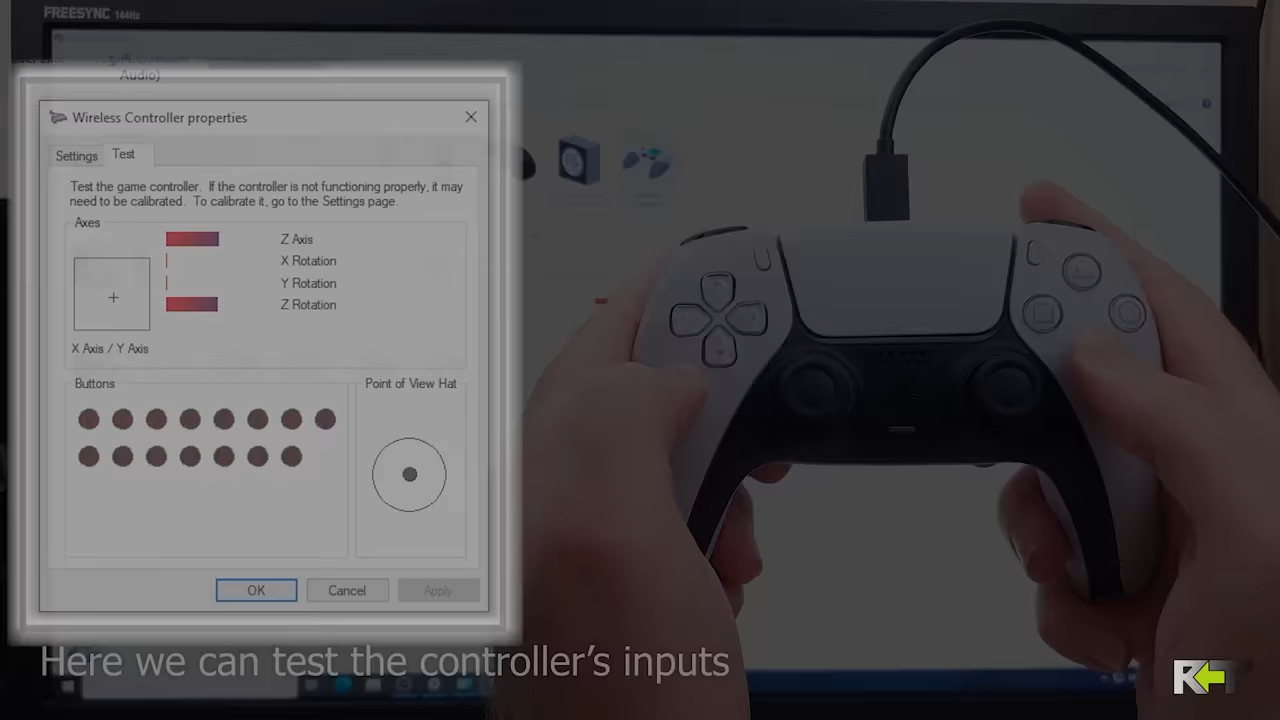 FREESYNC 144Hz
Audio)
Wireless Controller properties
Settings
Test
Test the game controller. If the controller is not functioning properly, it may
need to be calibrated. To calibrate it, go to the Settings page.
Axes
Z Axis
X Rotation
Y Rotation
Z Rotation
X Axis / Y Axis
Buttons
Point of View Hat
OK
Cancel
Apply
Here we can test the controller's inputs